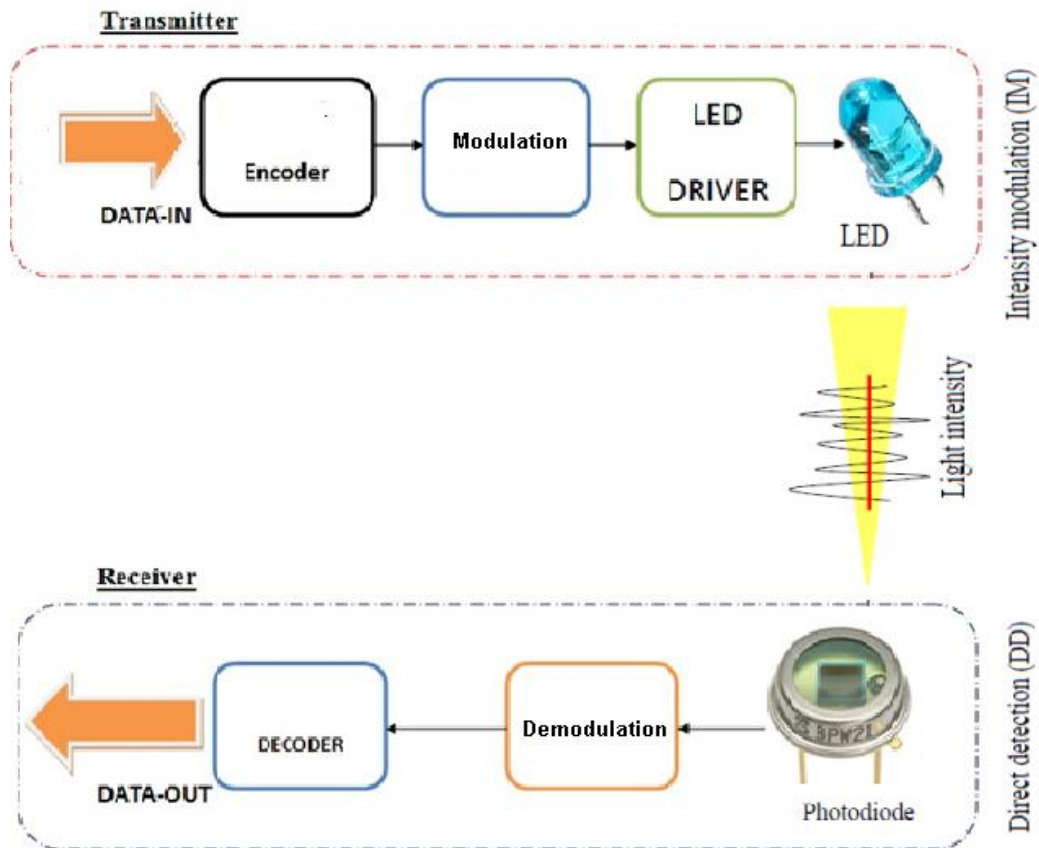 Transmitter
DATA-IN
Encoder
Modulation
LED
DRIVER
LED
Intensity modulation (IM)
Light intensity
Receiver
DATA-OUT
DECODER
Demodulation
Photodiode
Direct detection (DD)